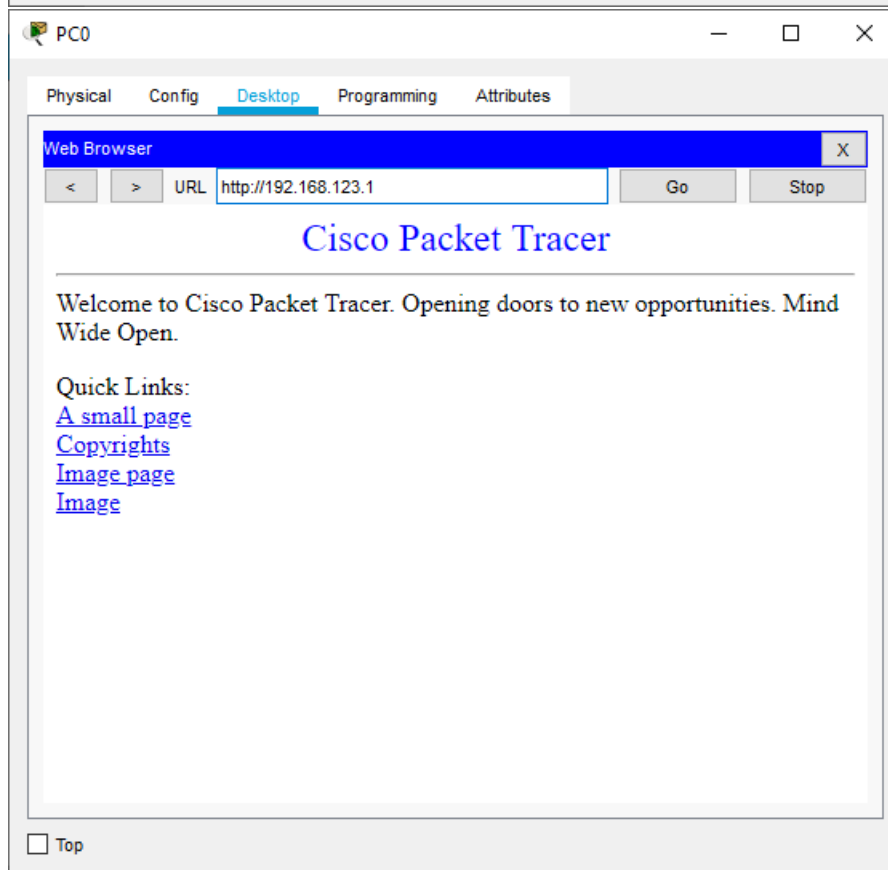 PC0
Physical Config Desktop Programming Attributes
Web Browser X
< > URL http://192.168.123.1 Go Stop
Cisco Packet Tracer
Welcome to Cisco Packet Tracer. Opening doors to new opportunities. Mind
Wide Open.
Quick Links:
A small page
Copyrights
Image page
Image
Top